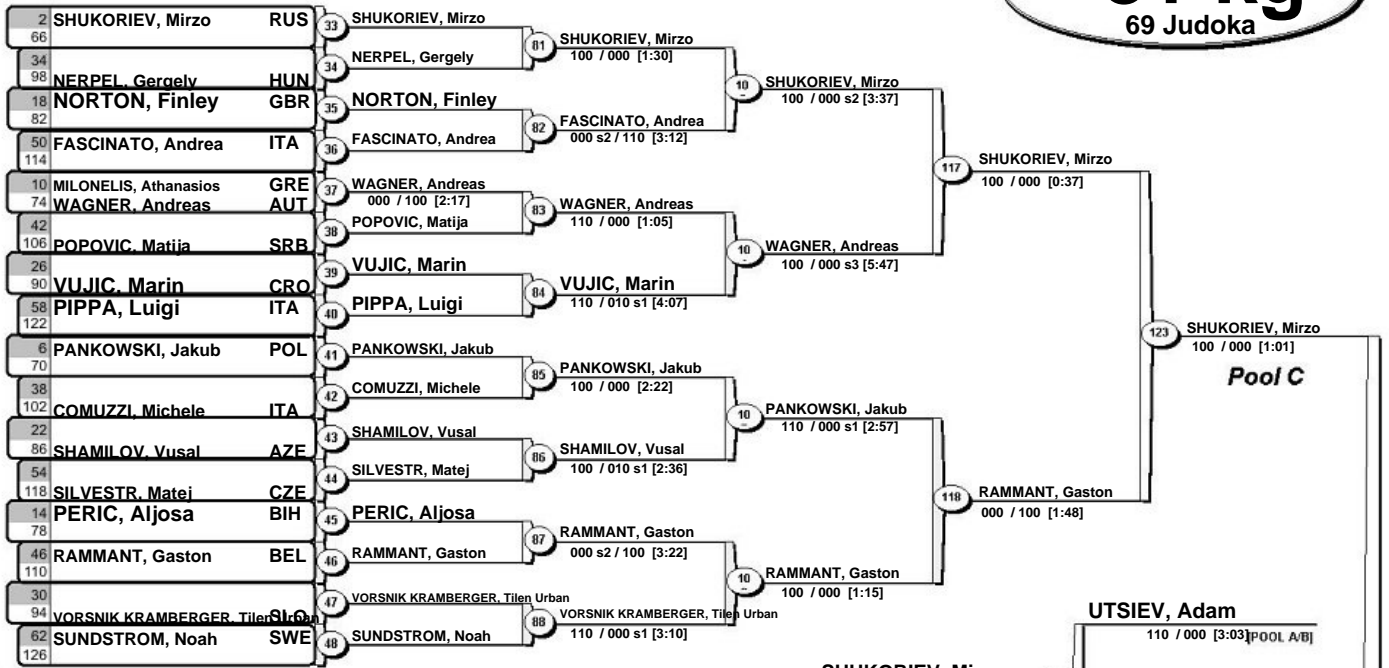 81 kg
69 Judoka
2 SHUKORIEV, Mirzo RUS
66
33 SHUKORIEV, Mirzo
34
98 NERPEL, Gergely HUN
34 NERPEL, Gergely
81 SHUKORIEV, Mirzo
100 / 000 [1:30]
18 NORTON, Finley GBR
82
35 NORTON, Finley
50 FASCINATO, Andrea ITA
114
36 FASCINATO, Andrea
82 FASCINATO, Andrea
000 s2 / 110 [3:12]
10 SHUKORIEV, Mirzo
100 / 000 s2 [3:37]
10 MILONELIS, Athanasios GRE
74 WAGNER, Andreas AUT
37 WAGNER, Andreas
000 / 100 [2:17]
42
106 POPOVIC, Matija SRB
38 POPOVIC, Matija
83 WAGNER, Andreas
110 / 000 [1:05]
26
90 VUJIC, Marin CRO
39 VUJIC, Marin
58 PIPPA, Luigi ITA
122
40 PIPPA, Luigi
84 VUJIC, Marin
110 / 010 s1 [4:07]
10 WAGNER, Andreas
100 / 000 s3 [5:47]
117 SHUKORIEV, Mirzo
100 / 000 [0:37]
6 PANKOWSKI, Jakub POL
70
41 PANKOWSKI, Jakub
38
102 COMUZZI, Michele ITA
42 COMUZZI, Michele
85 PANKOWSKI, Jakub
100 / 000 [2:22]
22
86 SHAMILOV, Vusal AZE
43 SHAMILOV, Vusal
54
118 SILVESTR, Matej CZE
44 SILVESTR, Matej
86 SHAMILOV, Vusal
100 / 010 s1 [2:36]
10 PANKOWSKI, Jakub
110 / 000 s1 [2:57]
14 PERIC, Aljosa BIH
78
45 PERIC, Aljosa
46 RAMMANT, Gaston BEL
110
46 RAMMANT, Gaston
87 RAMMANT, Gaston
000 s2 / 100 [3:22]
30
94 VORSNIK KRAMBERGER, Tilen Urban SLO
47 VORSNIK KRAMBERGER, Tilen Urban
62 SUNDSTROM, Noah SWE
126
48 SUNDSTROM, Noah
88 VORSNIK KRAMBERGER, Tilen Urban
110 / 000 s1 [3:10]
10 RAMMANT, Gaston
100 / 000 [1:15]
118 RAMMANT, Gaston
000 / 100 [1:48]
123 SHUKORIEV, Mirzo
100 / 000 [1:01]
Pool C
UTSIEV, Adam
110 / 000 [3:03] [POOL A/B]